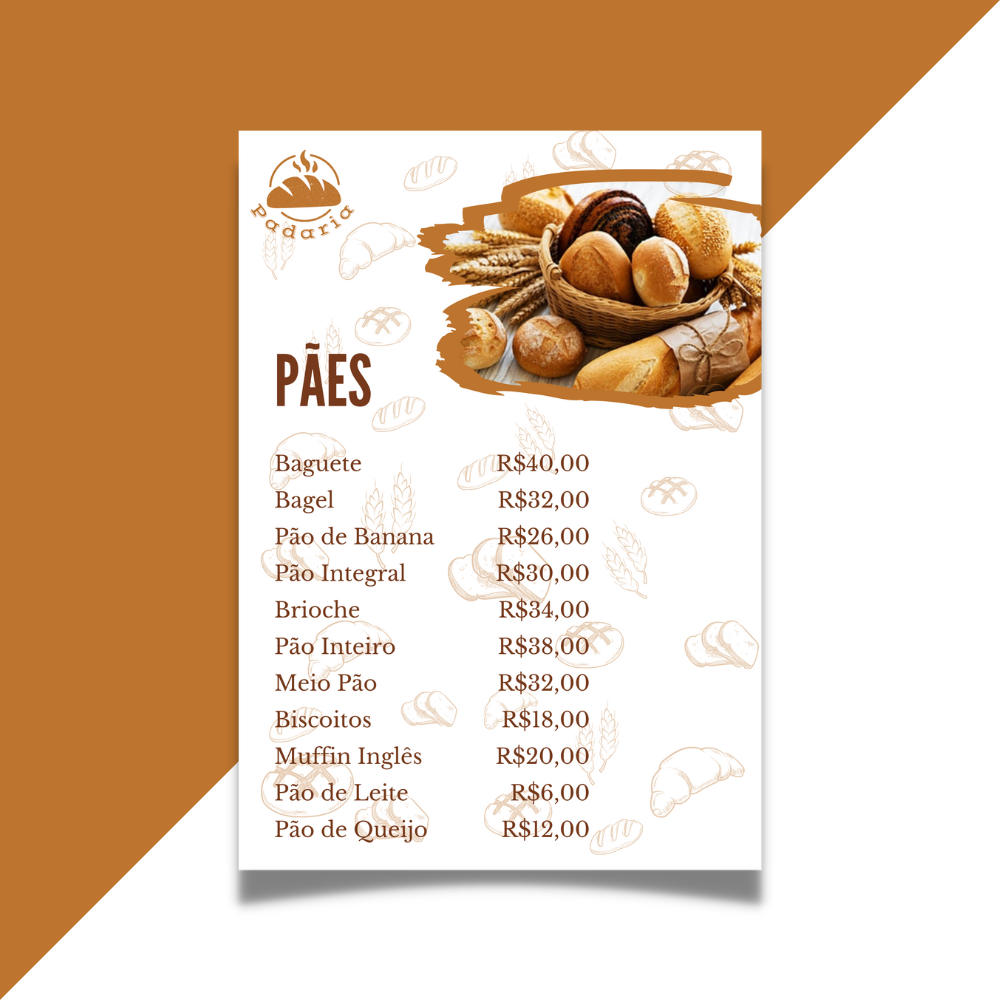 Padaria
PÃES
Baguete R$40,00
Bagel R$32,00
Pão de Banana R$26,00
Pão Integral R$30,00
Brioche R$34,00
Pão Inteiro R$38,00
Meio Pão R$32,00
Biscoitos R$18,00
Muffin Inglês R$20,00
Pão de Leite R$6,00
Pão de Queijo R$12,00